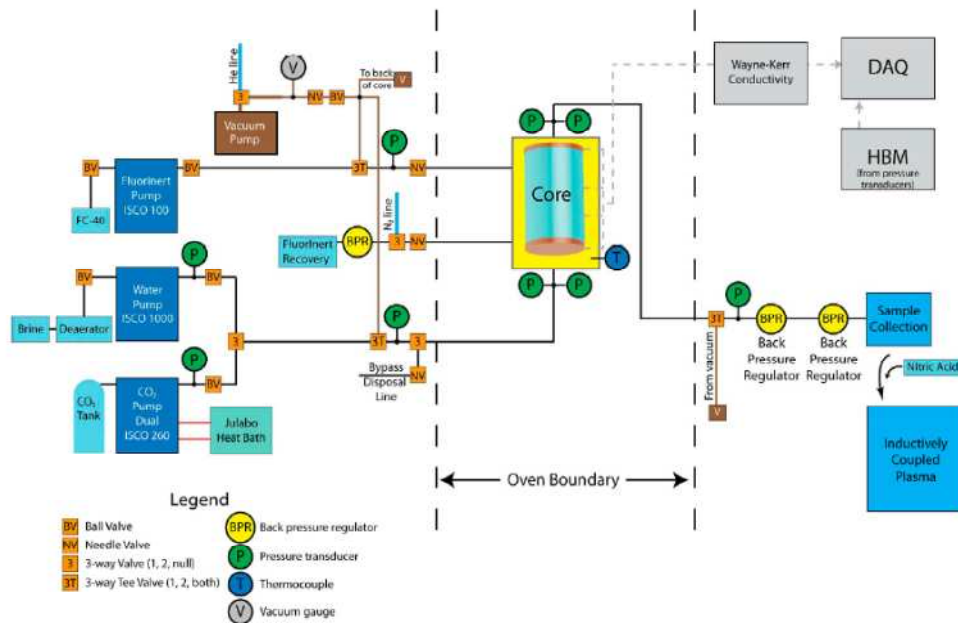 He line
V
To back
of core
V
3
NV
BV
Vacuum
Pump
BV
Fluorinert
Pump
ISCO 100
BV
3T
P
NV
FC-40
N₂ line
Fluorinert
Recovery
BPR
3
NV
BV
Water
Pump
ISCO 1000
P
BV
Brine
Deaerator
3
3T
P
3
Bypass
Disposal
Line
NV
CO₂
Tank
CO₂
Pump
Dual
ISCO 260
P
BV
Julabo
Heat Bath
P
P
Core
T
P
P
Oven Boundary
Wayne-Kerr
Conductivity
DAQ
HBM
(from pressure
transducers)
3T
P
BPR
Back
Pressure
Regulator
BPR
Back
Pressure
Regulator
Sample
Collection
From vacuum
V
Nitric Acid
Inductively
Coupled
Plasma
Legend
BV Ball Valve
NV Needle Valve
3 3-way Valve (1, 2, null)
3T 3-way Tee Valve (1, 2, both)
BPR Back pressure regulator
P Pressure transducer
T Thermocouple
V Vacuum gauge